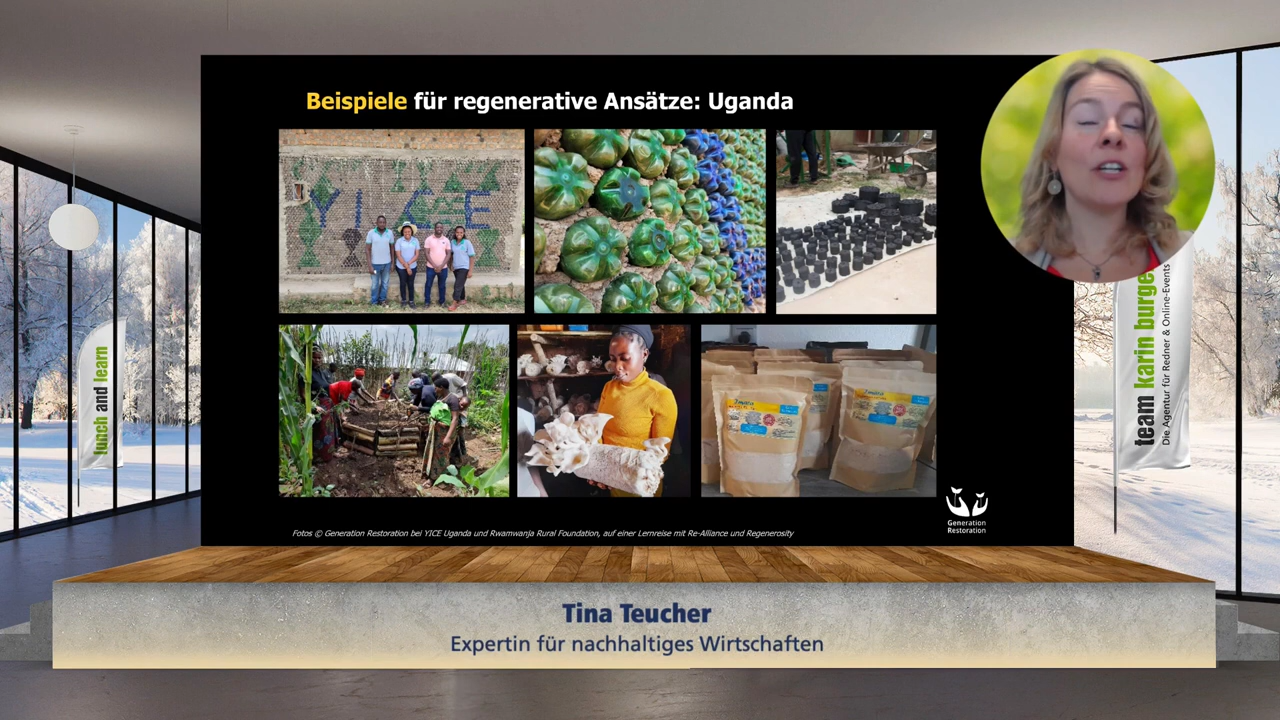 Beispiele für regenerative Ansätze: Uganda
YICE
Fotos © Generation Restoration bei YICE Uganda und Rwamwanja Rural Foundation, auf einer Lernreise mit Re-Alliance und Regenerosity
Generation
Restoration
lunch and learn
team karin burge
Die Agentur für Redner & Online-Events
Tina Teucher
Expertin für nachhaltiges Wirtschaften